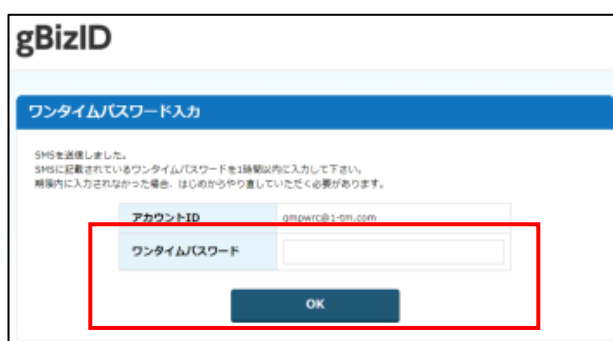 gBizID
ワンタイムパスワード入力
SMSを送信しました。
SMSに記載されているワンタイムパスワードを1時間以内に入力して下さい。
期限内に入力されなかった場合、はじめからやり直していただく必要があります。
アカウントID qmpwrc@1-tm.com
ワンタイムパスワード
OK